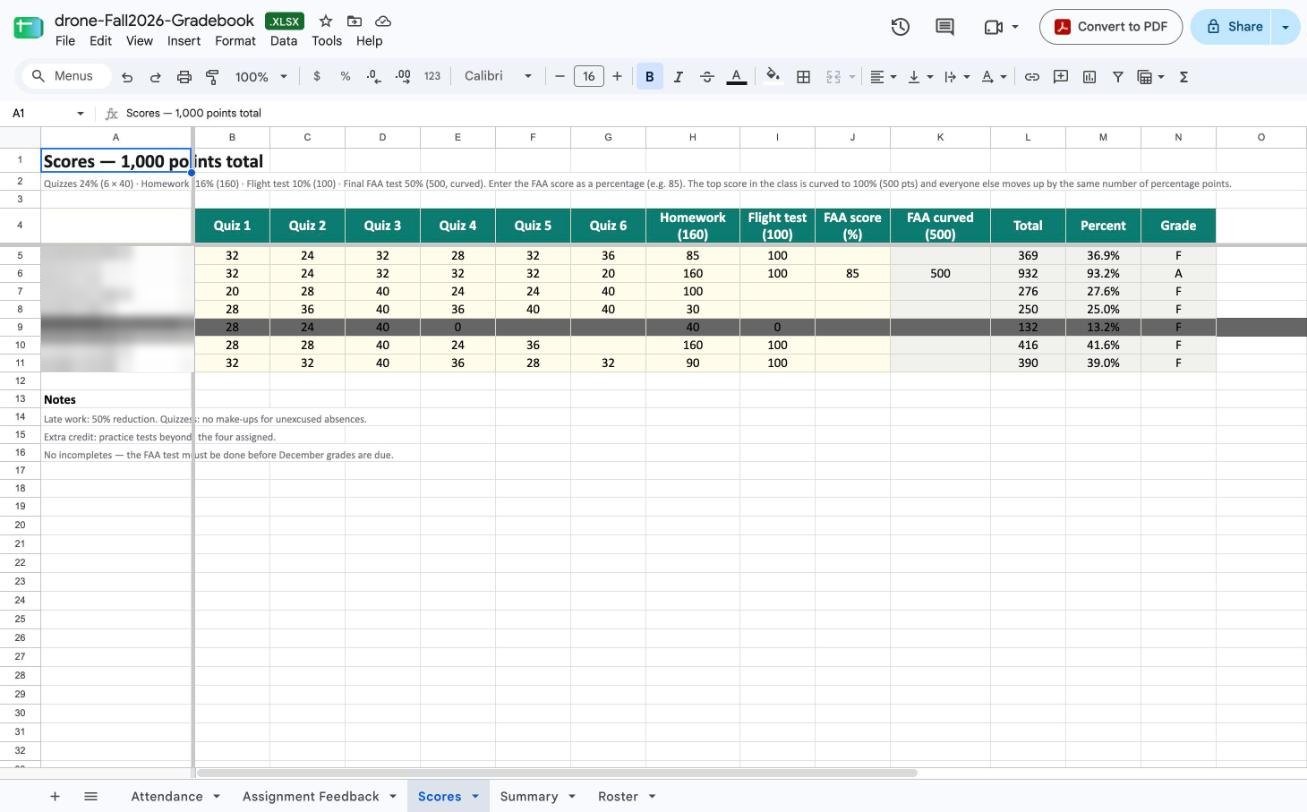 drone-Fall2026-Gradebook .XLSX
File Edit View Insert Format Data Tools Help
Convert to PDF Share
Menus 100% $ % .0 .00 123 Calibri 16 B I S A Σ
A1 fx Scores — 1,000 points total
A B C D E F G H I J K L M N O
1 Scores — 1,000 points total
2 Quizzes 24% (6 × 40) · Homework 16% (160) · Flight test 10% (100) · Final FAA test 50% (500, curved). Enter the FAA score as a percentage (e.g. 85). The top score in the class is curved to 100% (500 pts) and everyone else moves up by the same number of percentage points.
3
4 Quiz 1 Quiz 2 Quiz 3 Quiz 4 Quiz 5 Quiz 6 Homework (160) Flight test (100) FAA score (%) FAA curved (500) Total Percent Grade
5 32 24 32 28 32 36 85 100 369 36.9% F
6 32 24 32 32 32 20 160 100 85 500 932 93.2% A
7 20 28 40 24 24 40 100 276 27.6% F
8 28 36 40 36 40 40 30 250 25.0% F
9 28 24 40 0 40 0 132 13.2% F
10 28 28 40 24 36 160 100 416 41.6% F
11 32 32 40 36 28 32 90 100 390 39.0% F
12
13 Notes
14 Late work: 50% reduction. Quizzes: no make-ups for unexcused absences.
15 Extra credit: practice tests beyond the four assigned.
16 No incompletes — the FAA test must be done before December grades are due.
17
18
19
20
21
22
23
24
25
26
27
28
29
30
31
32
Attendance Assignment Feedback Scores Summary Roster